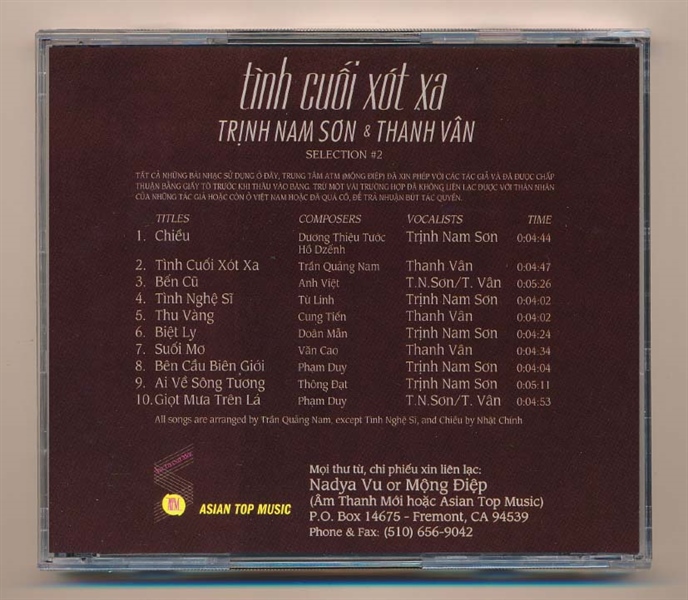 tình cuối xót xa
TRỊNH NAM SƠN & THANH VÂN
SELECTION #2
TẤT CẢ NHỮNG BÀI NHẠC SỬ DỤNG Ở ĐÂY, TRUNG TÂM ATM (MỘNG ĐIỆP) ĐÃ XIN PHÉP VỚI CÁC TÁC GIẢ VÀ ĐÃ ĐƯỢC CHẤP
THUẬN BẰNG GIẤY TỜ TRƯỚC KHI THÂU VÀO BĂNG. TRỪ MỘT VÀI TRƯỜNG HỢP ĐÃ KHÔNG LIÊN LẠC ĐƯỢC VỚI THÂN NHÂN
CỦA NHỮNG TÁC GIẢ HOẶC CÒN Ở VIỆT NAM HOẶC ĐÃ QUÁ CỐ, ĐỂ TRẢ NHUẬN BÚT TÁC QUYỀN.
TITLES COMPOSERS VOCALISTS TIME
1. Chiều Dương Thiệu Tước Trịnh Nam Sơn 0:04:44
Hồ Dzếnh
2. Tình Cuối Xót Xa Trần Quảng Nam Thanh Vân 0:04:47
3. Bến Cũ Anh Việt T.N.Sơn/T. Vân 0:05:26
4. Tình Nghệ Sĩ Từ Linh Trịnh Nam Sơn 0:04:02
5. Thu Vàng Cung Tiến Thanh Vân 0:04:02
6. Biệt Ly Doãn Mẫn Trịnh Nam Sơn 0:04:24
7. Suối Mơ Văn Cao Thanh Vân 0:04:34
8. Bên Cầu Biên Giới Phạm Duy Trịnh Nam Sơn 0:04:04
9. Ai Về Sông Tương Thông Đạt Trịnh Nam Sơn 0:05:11
10. Giọt Mưa Trên Lá Phạm Duy T.N.Sơn/T. Vân 0:04:53
All songs are arranged by Trần Quảng Nam, except Tình Nghệ Sĩ, and Chiều by Nhật Chính
Mọi thư từ, chi phiếu xin liên lạc:
Nadya Vu or Mộng Điệp
(Âm Thanh Mới hoặc Asian Top Music)
P.O. Box 14675 - Fremont, CA 94539
Phone & Fax: (510) 656-9042
ATM ASIAN TOP MUSIC